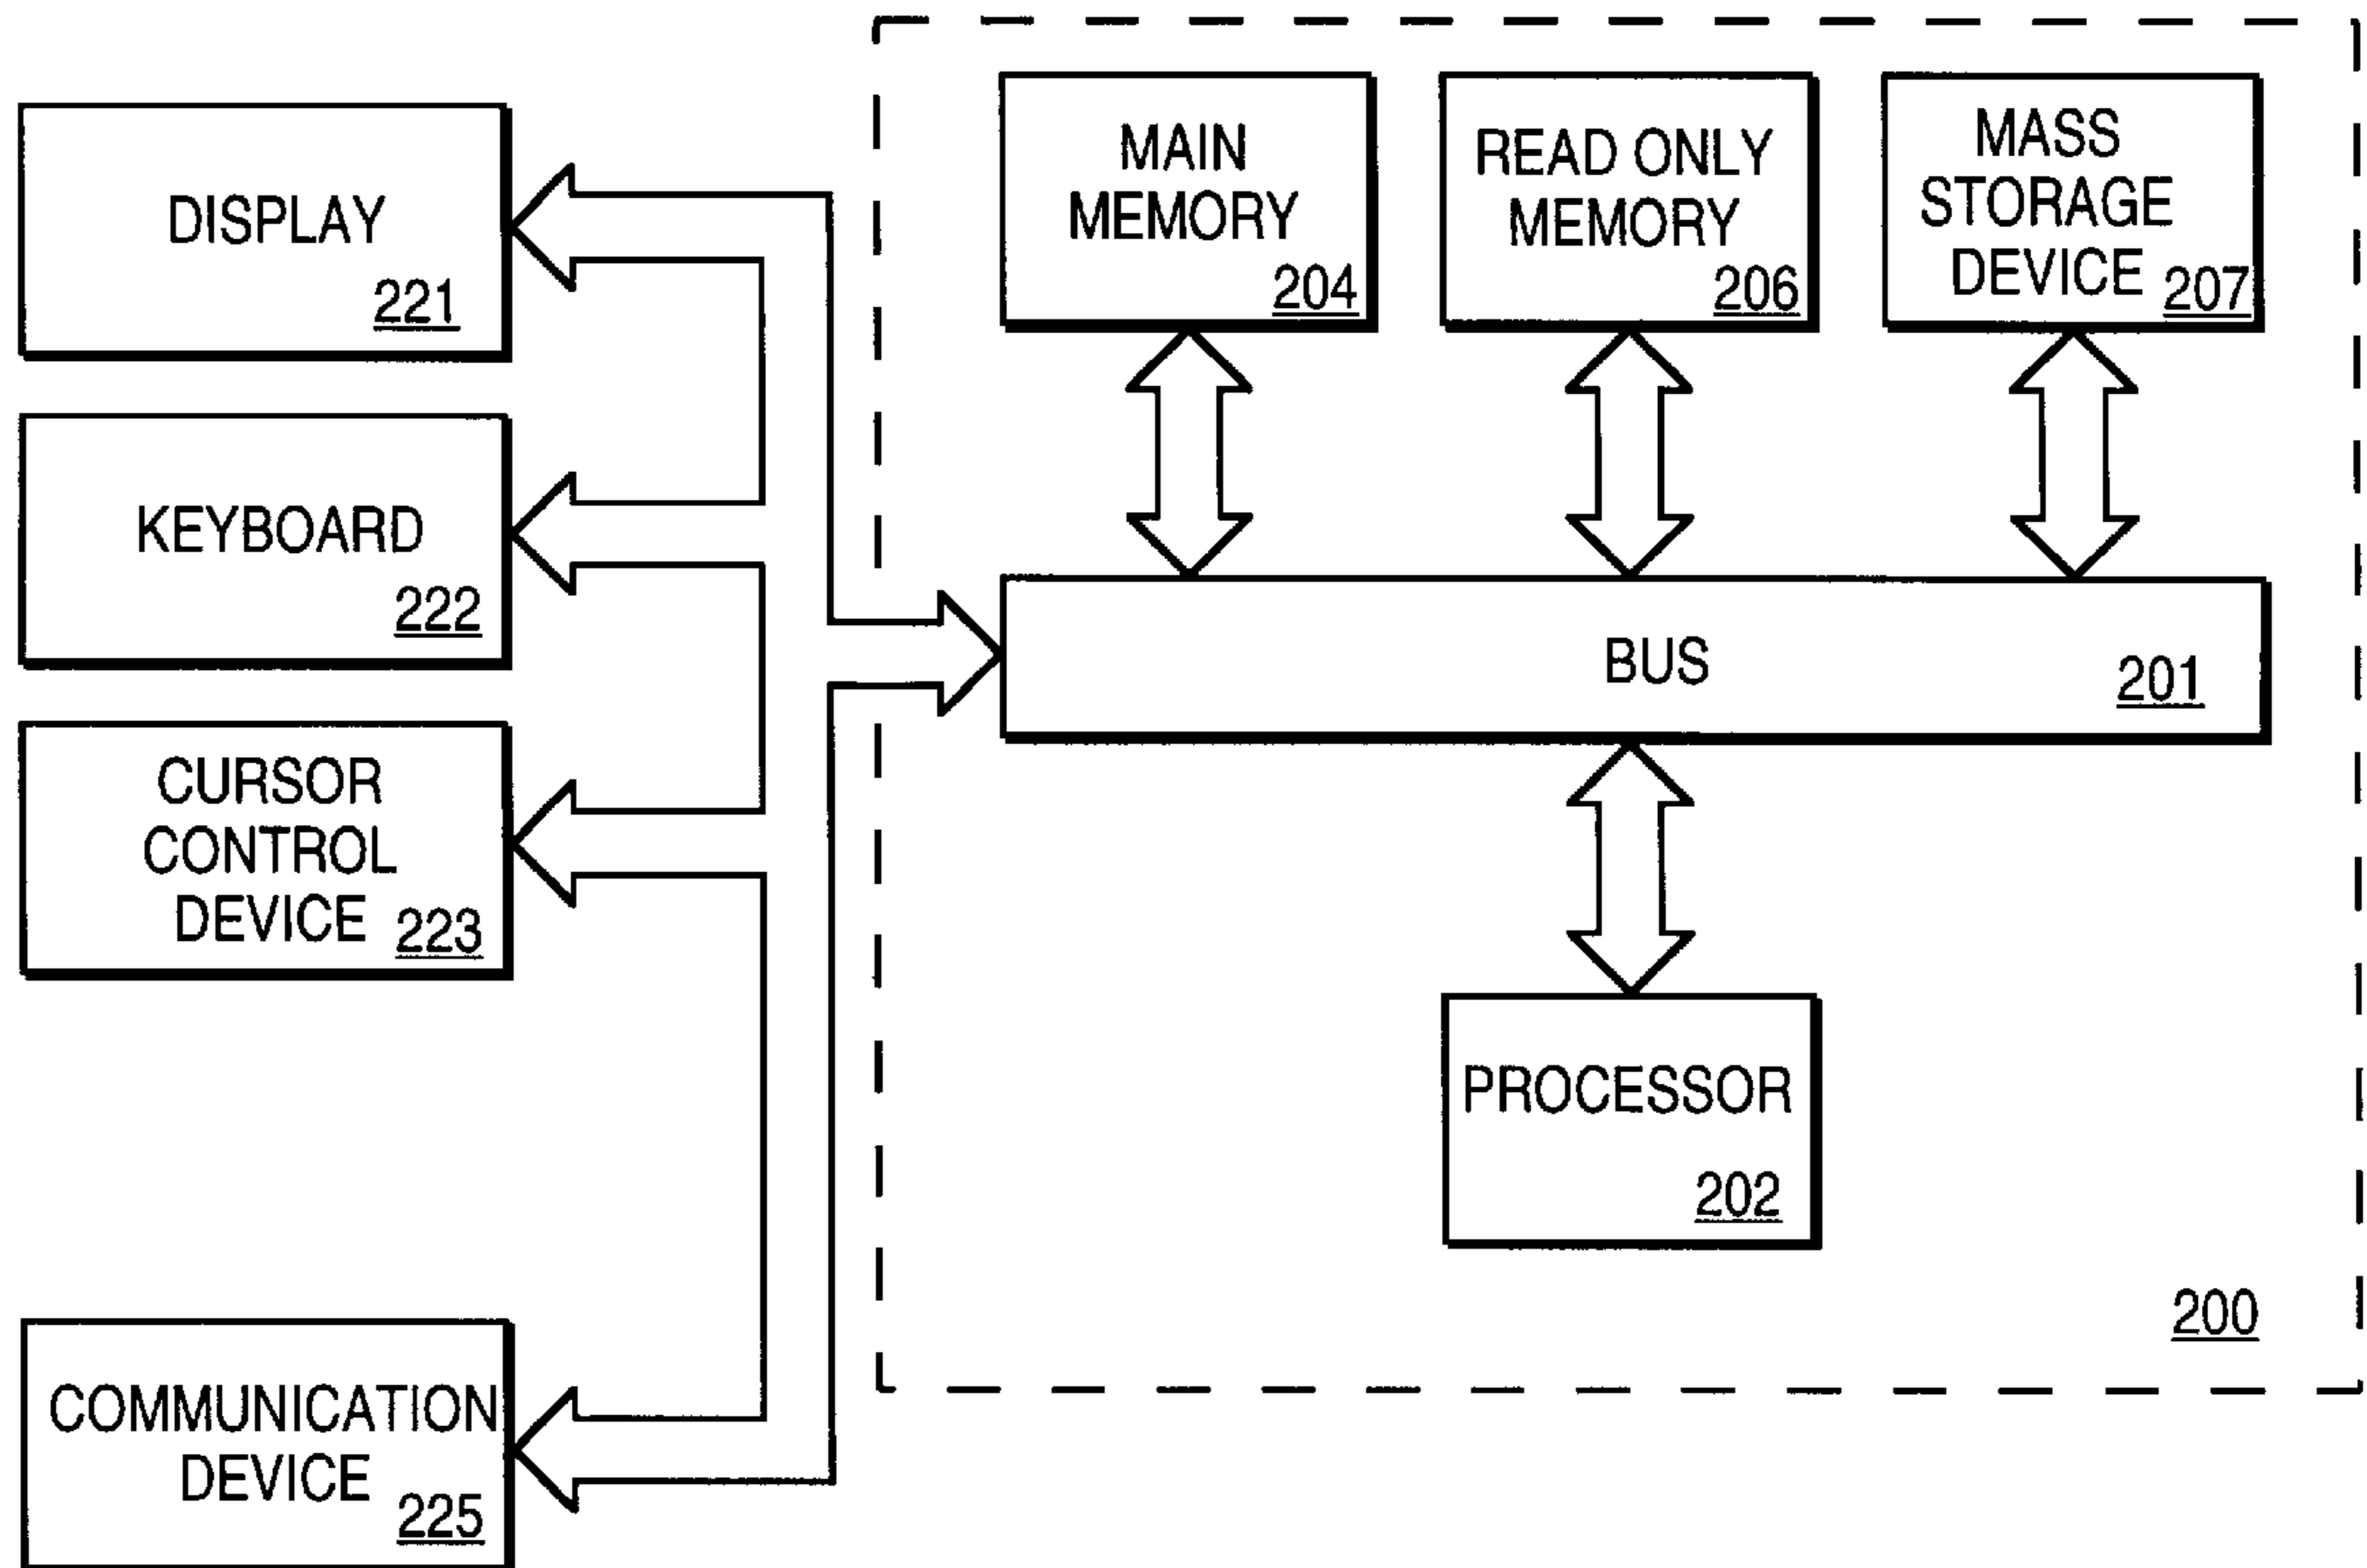 DISPLAY
221
KEYBOARD
222
CURSOR
CONTROL
DEVICE 223
COMMUNICATION
DEVICE
225
MAIN
MEMORY
204
READ ONLY
MEMORY
206
MASS
STORAGE
DEVICE 207
BUS
201
PROCESSOR
202
200